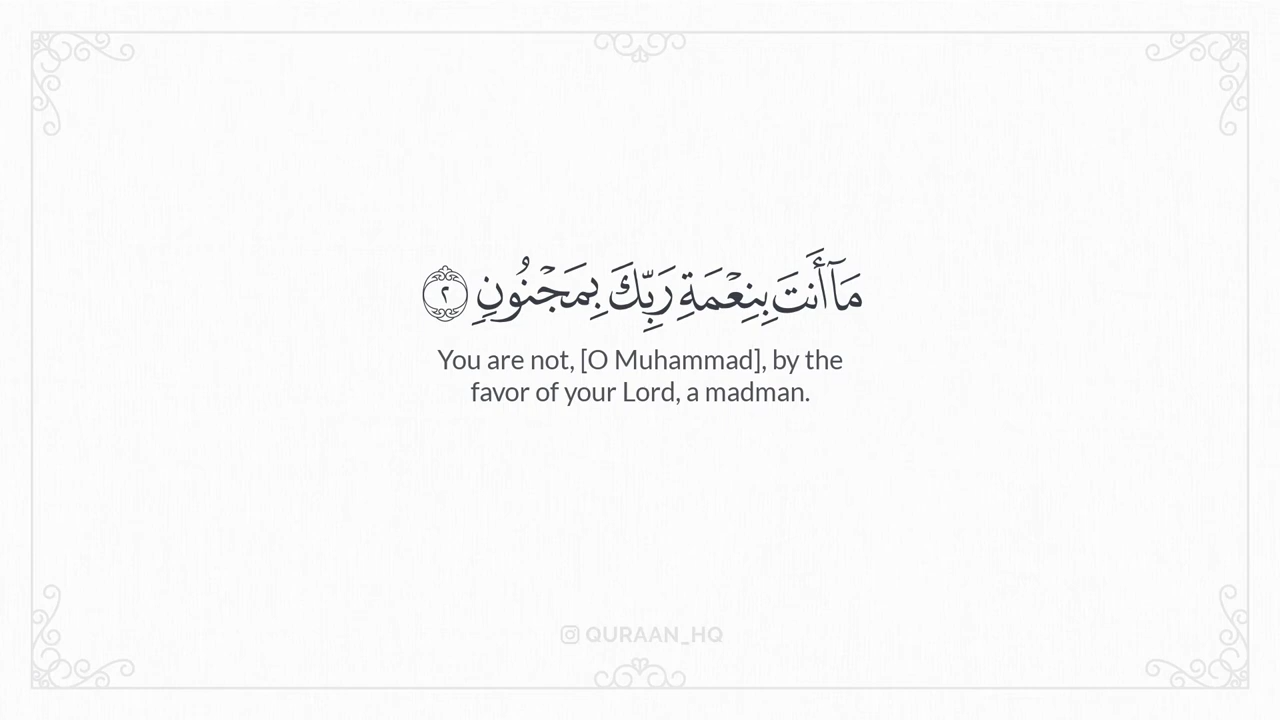 مَآ أَنتَ بِنِعْمَةِ رَبِّكَ بِمَجْنُونٍ ٢
You are not, [O Muhammad], by the
favor of your Lord, a madman.
QURAAN_HQ